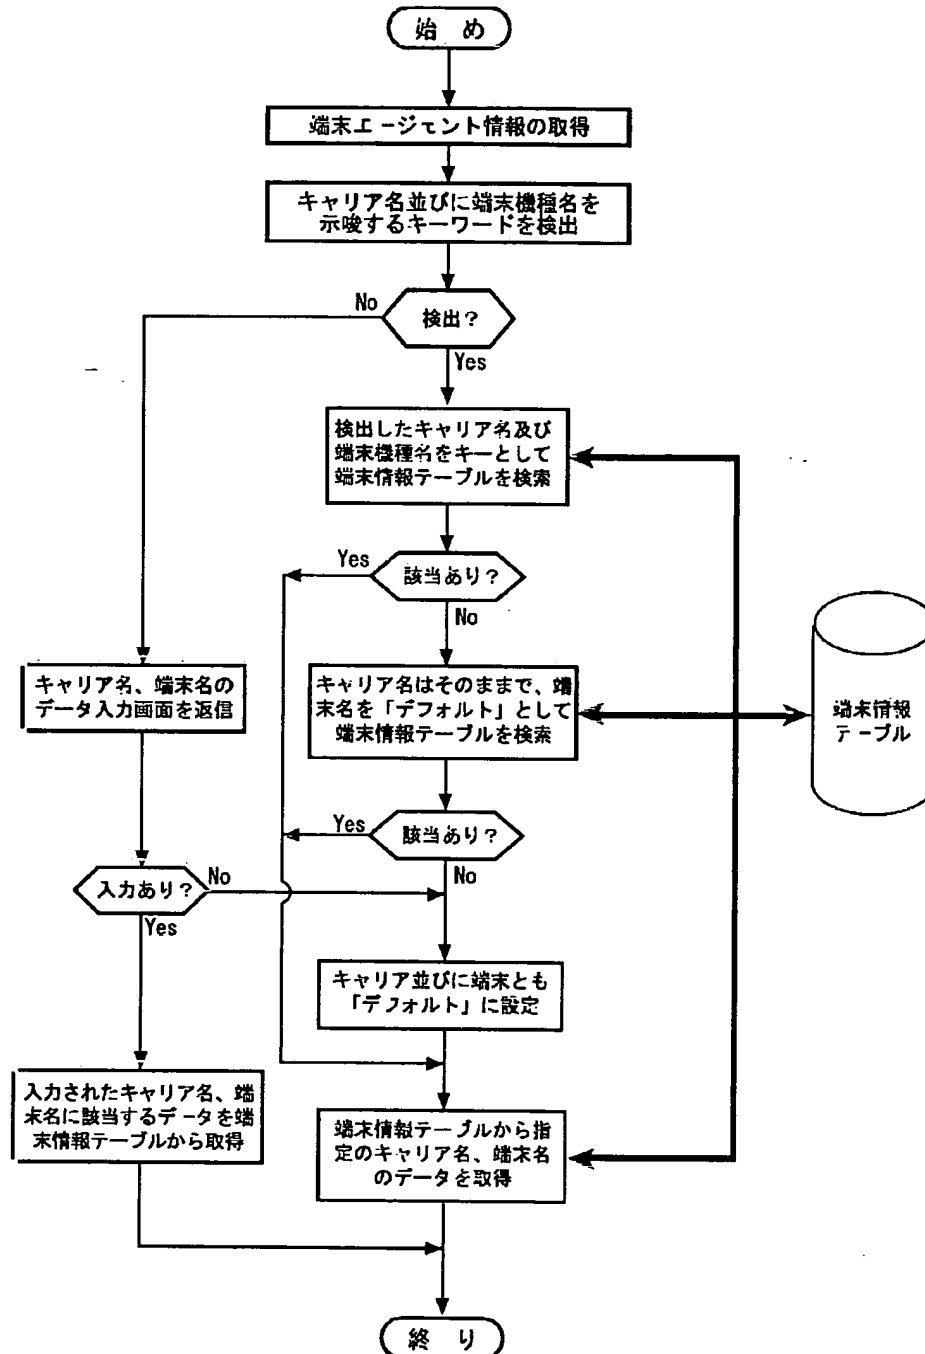 始め
端末エージェント情報の取得
キャリア名並びに端末機種名を
示唆するキーワードを検出
No
検出？
Yes
検出したキャリア名及び
端末機種名をキーとして
端末情報テーブルを検索
Yes
該当あり？
No
キャリア名、端末名の
データ入力画面を返信
キャリア名はそのままで、端
末名を「デフォルト」として
端末情報テーブルを検索
端末情報
テーブル
Yes
該当あり？
No
入力あり？
No
Yes
キャリア並びに端末とも
「デフォルト」に設定
入力されたキャリア名、端
末名に該当するデータを端
末情報テーブルから取得
端末情報テーブルから指
定のキャリア名、端末名
のデータを取得
終り